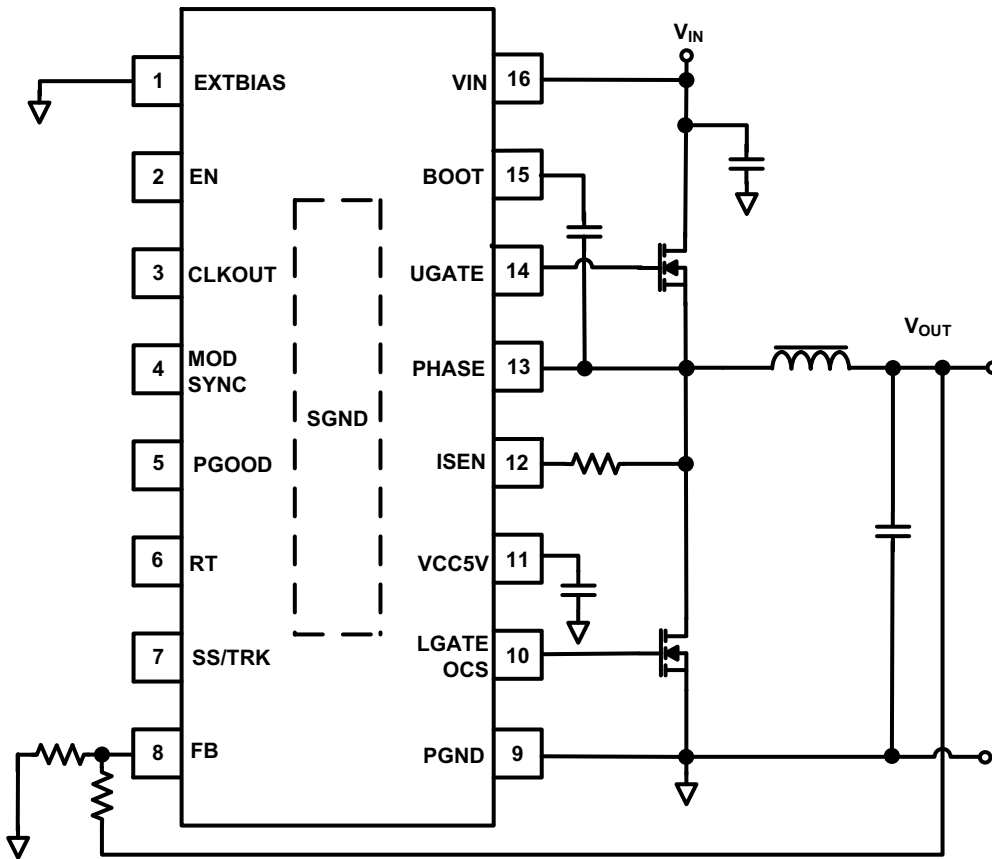 V_IN
1 EXTBIAS
VIN 16
2 EN
BOOT 15
3 CLKOUT
UGATE 14
4 MOD
SYNC
PHASE 13
V_OUT
SGND
5 PGOOD
ISEN 12
6 RT
VCC5V 11
7 SS/TRK
LGATE
OCS 10
8 FB
PGND 9